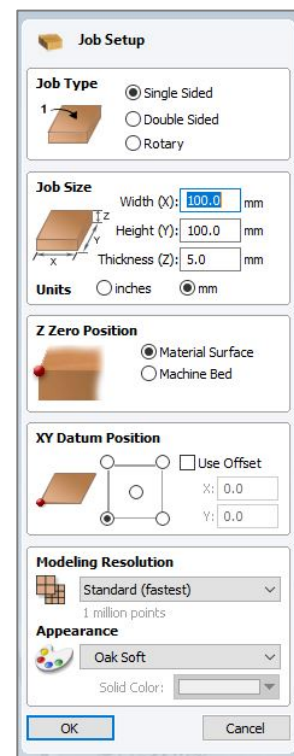 Job Setup
Job Type
1
Single Sided
Double Sided
Rotary
Job Size
Width (X): 100.0 mm
Z
Height (Y): 100.0 mm
Y
X
Thickness (Z): 5.0 mm
Units inches mm
Z Zero Position
Material Surface
Machine Bed
XY Datum Position
Use Offset
X: 0.0
Y: 0.0
Modeling Resolution
Standard (fastest)
1 million points
Appearance
Oak Soft
Solid Color:
OK Cancel